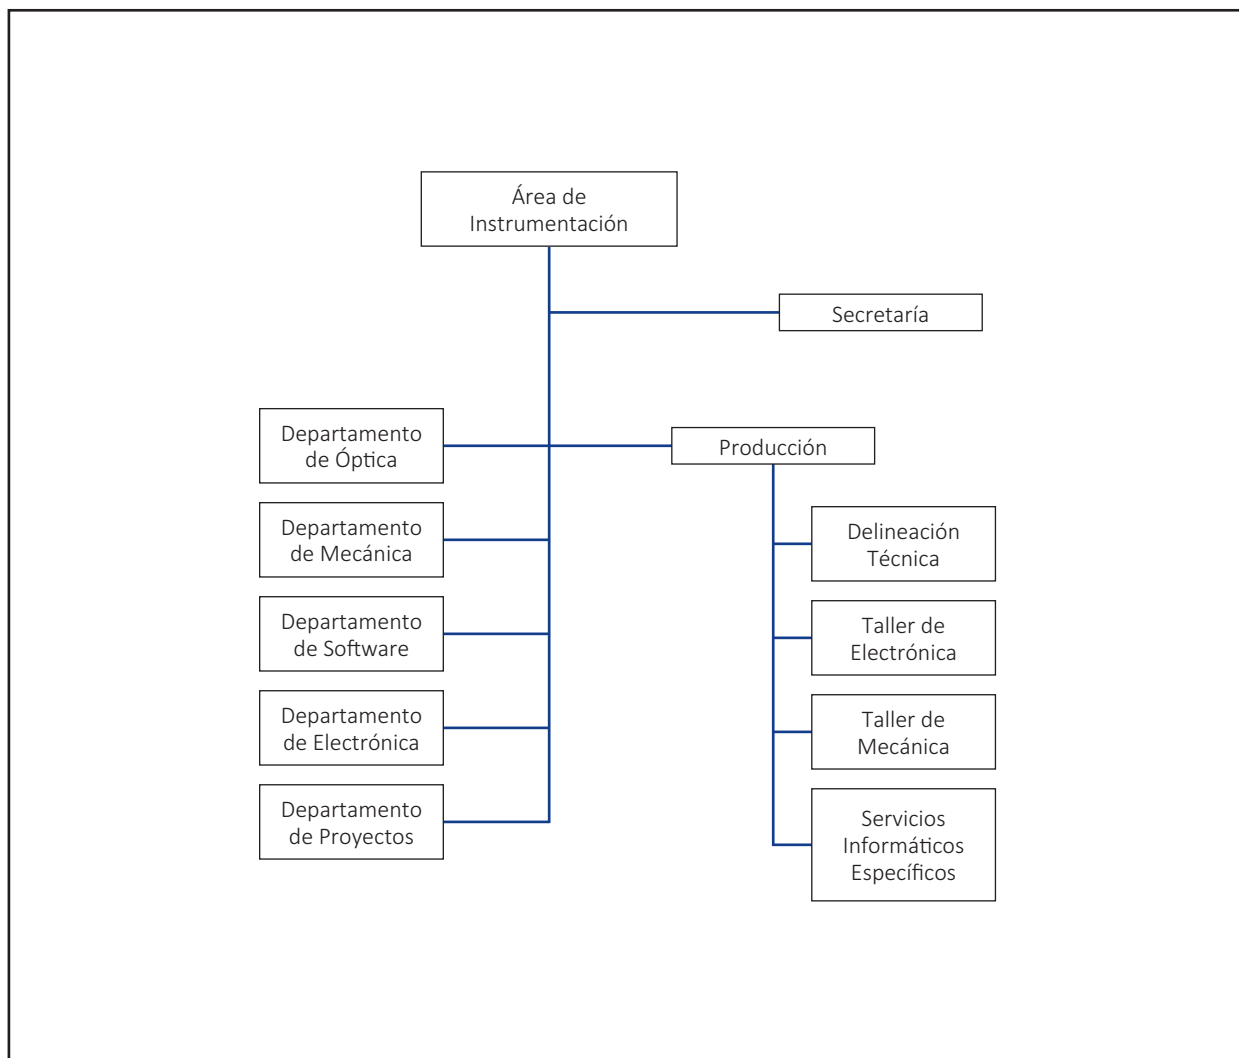 Área de
Instrumentación
Secretaría
Departamento
de Óptica
Producción
Departamento
de Mecánica
Delineación
Técnica
Departamento
de Software
Taller de
Electrónica
Departamento
de Electrónica
Taller de
Mecánica
Departamento
de Proyectos
Servicios
Informáticos
Específicos